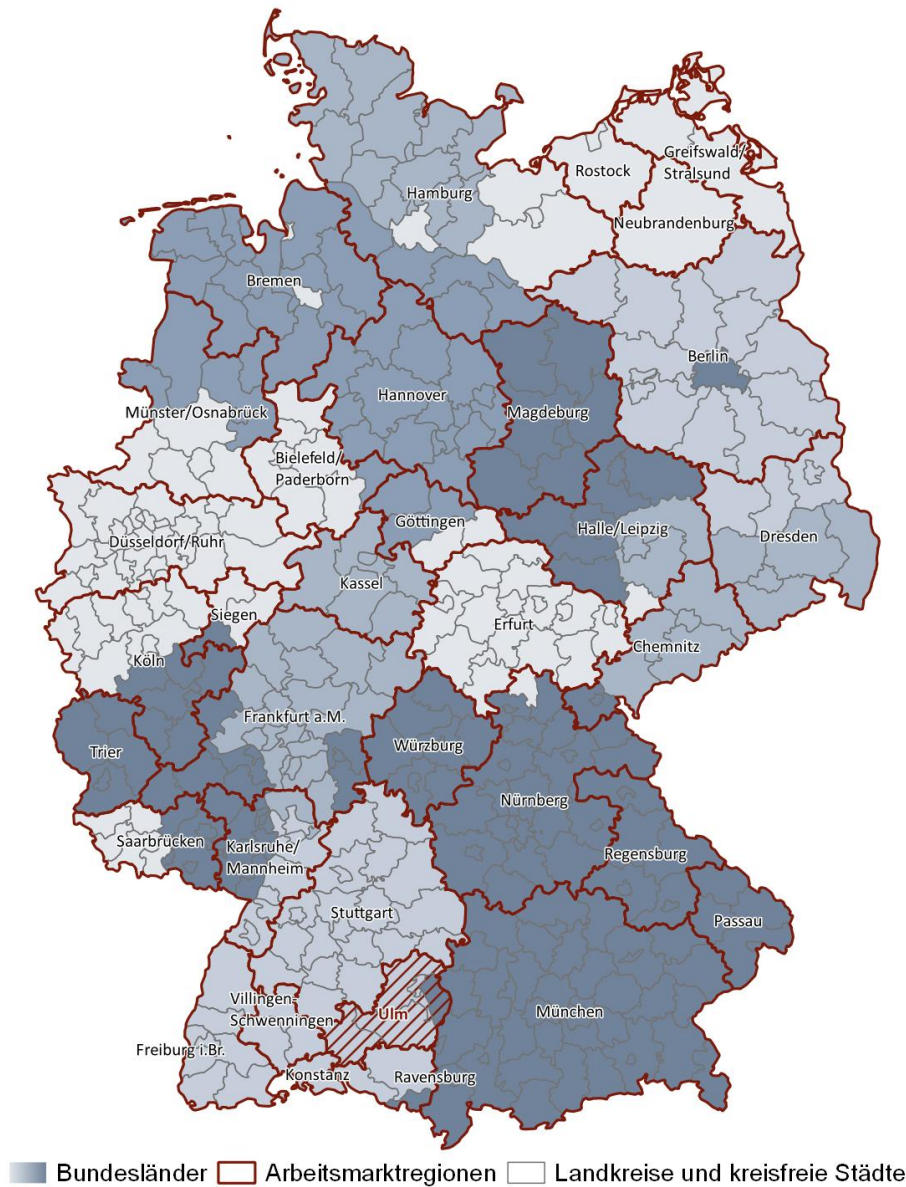 Hamburg
Rostock
Greifswald/
Stralsund
Neubrandenburg
Bremen
Berlin
Hannover
Münster/Osnabrück
Magdeburg
Bielefeld/
Paderborn
Göttingen
Halle/Leipzig
Dresden
Düsseldorf/Ruhr
Kassel
Siegen
Erfurt
Chemnitz
Köln
Frankfurt a.M.
Trier
Würzburg
Nürnberg
Saarbrücken
Karlsruhe/
Mannheim
Regensburg
Stuttgart
Passau
Villingen-
Schwenningen
Ulm
München
Freiburg i.Br.
Konstanz
Ravensburg
Bundesländer Arbeitsmarktregionen Landkreise und kreisfreie Städte